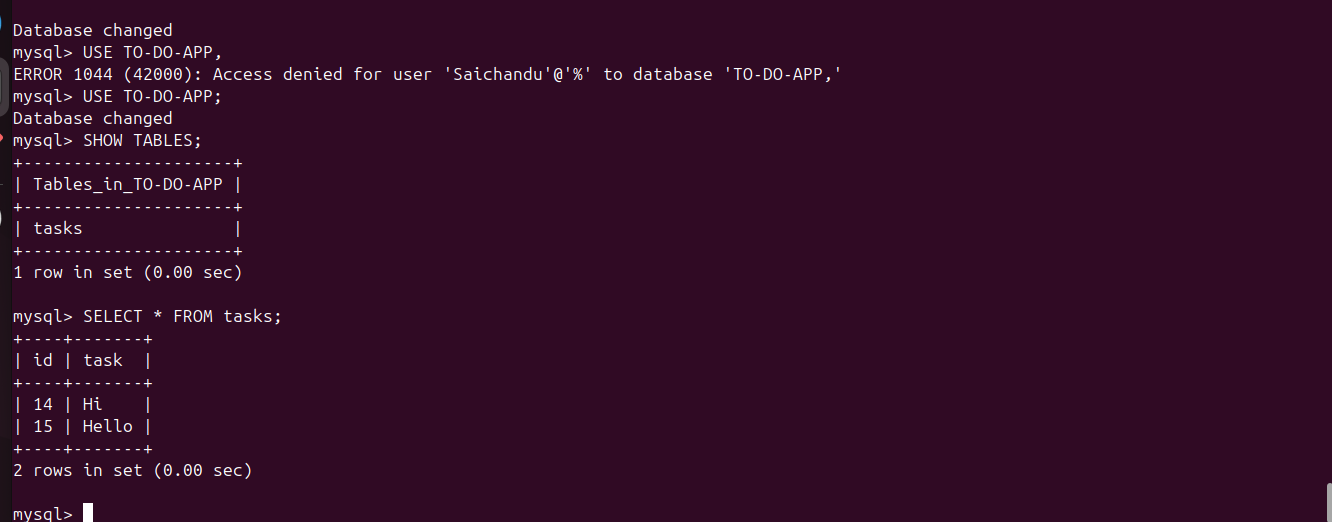 Database changed
mysql> USE TO-DO-APP,
ERROR 1044 (42000): Access denied for user 'Saichandu'@'%' to database 'TO-DO-APP,'
mysql> USE TO-DO-APP;
Database changed
mysql> SHOW TABLES;
+---------------------+
| Tables_in_TO-DO-APP |
+---------------------+
| tasks               |
+---------------------+
1 row in set (0.00 sec)

mysql> SELECT * FROM tasks;
+----+-------+
| id | task  |
+----+-------+
| 14 | Hi    |
| 15 | Hello |
+----+-------+
2 rows in set (0.00 sec)

mysql>